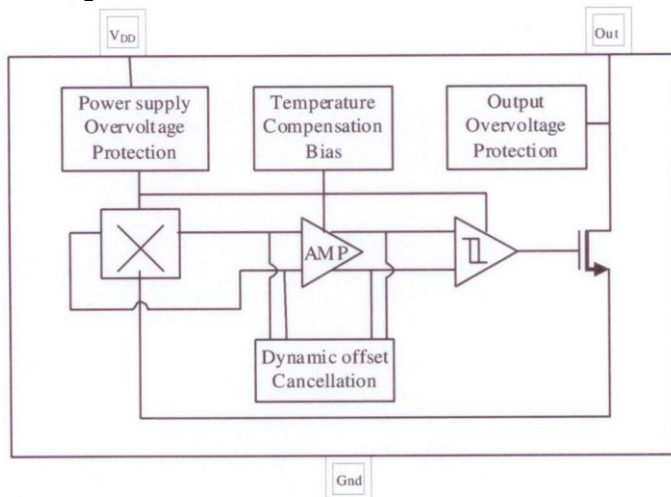 VDD
Out
Power supply
Overvoltage
Protection
Temperature
Compensation
Bias
Output
Overvoltage
Protection
AMP
Dynamic offset
Cancellation
Gnd